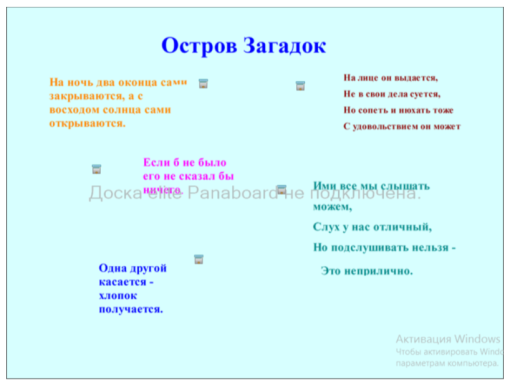 Остров Загадок
На ночь два оконца сами
закрываются, а с
восходом солнца сами
открываются.
На лице он выдается,
Не в свои дела суется,
Но сопеть и нюхать тоже
С удовольствием он может
Если б не было
его не сказал бы
ничего.
Доска elite Panaboard не подключена.
Ими все мы слышать
можем,
Слух у нас отличный,
Но подслушивать нельзя -
Это неприлично.
Одна другой
касается -
хлопок
получается.
Активация Windows
Чтобы активировать Windo
параметрам компьютера.